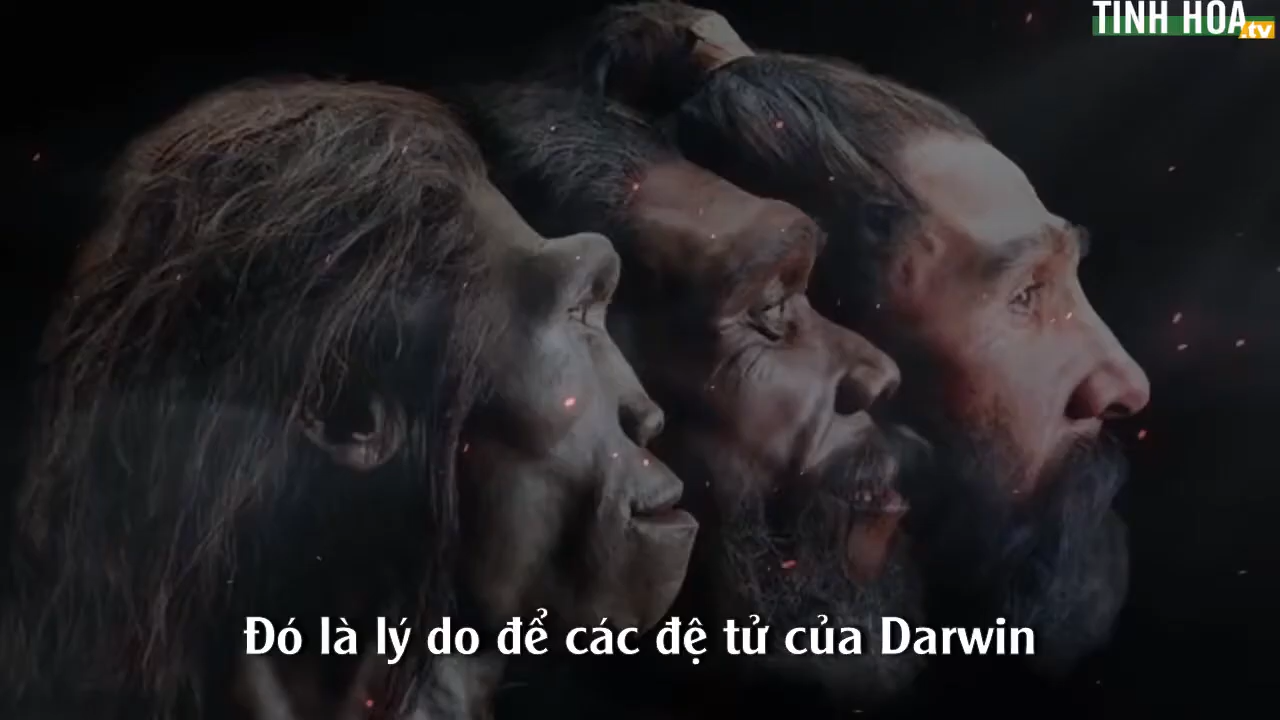 TINH HOA
.tv
Đó là lý do để các đệ tử của Darwin